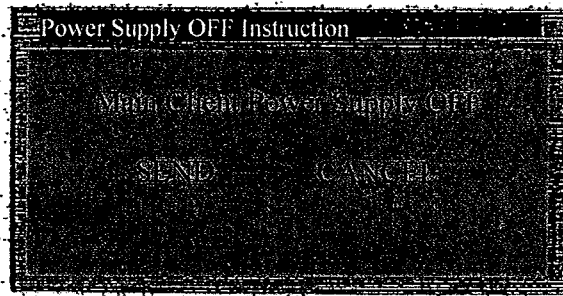 Power Supply OFF Instruction
Main Client Power Supply OFF
SEND CANCEL